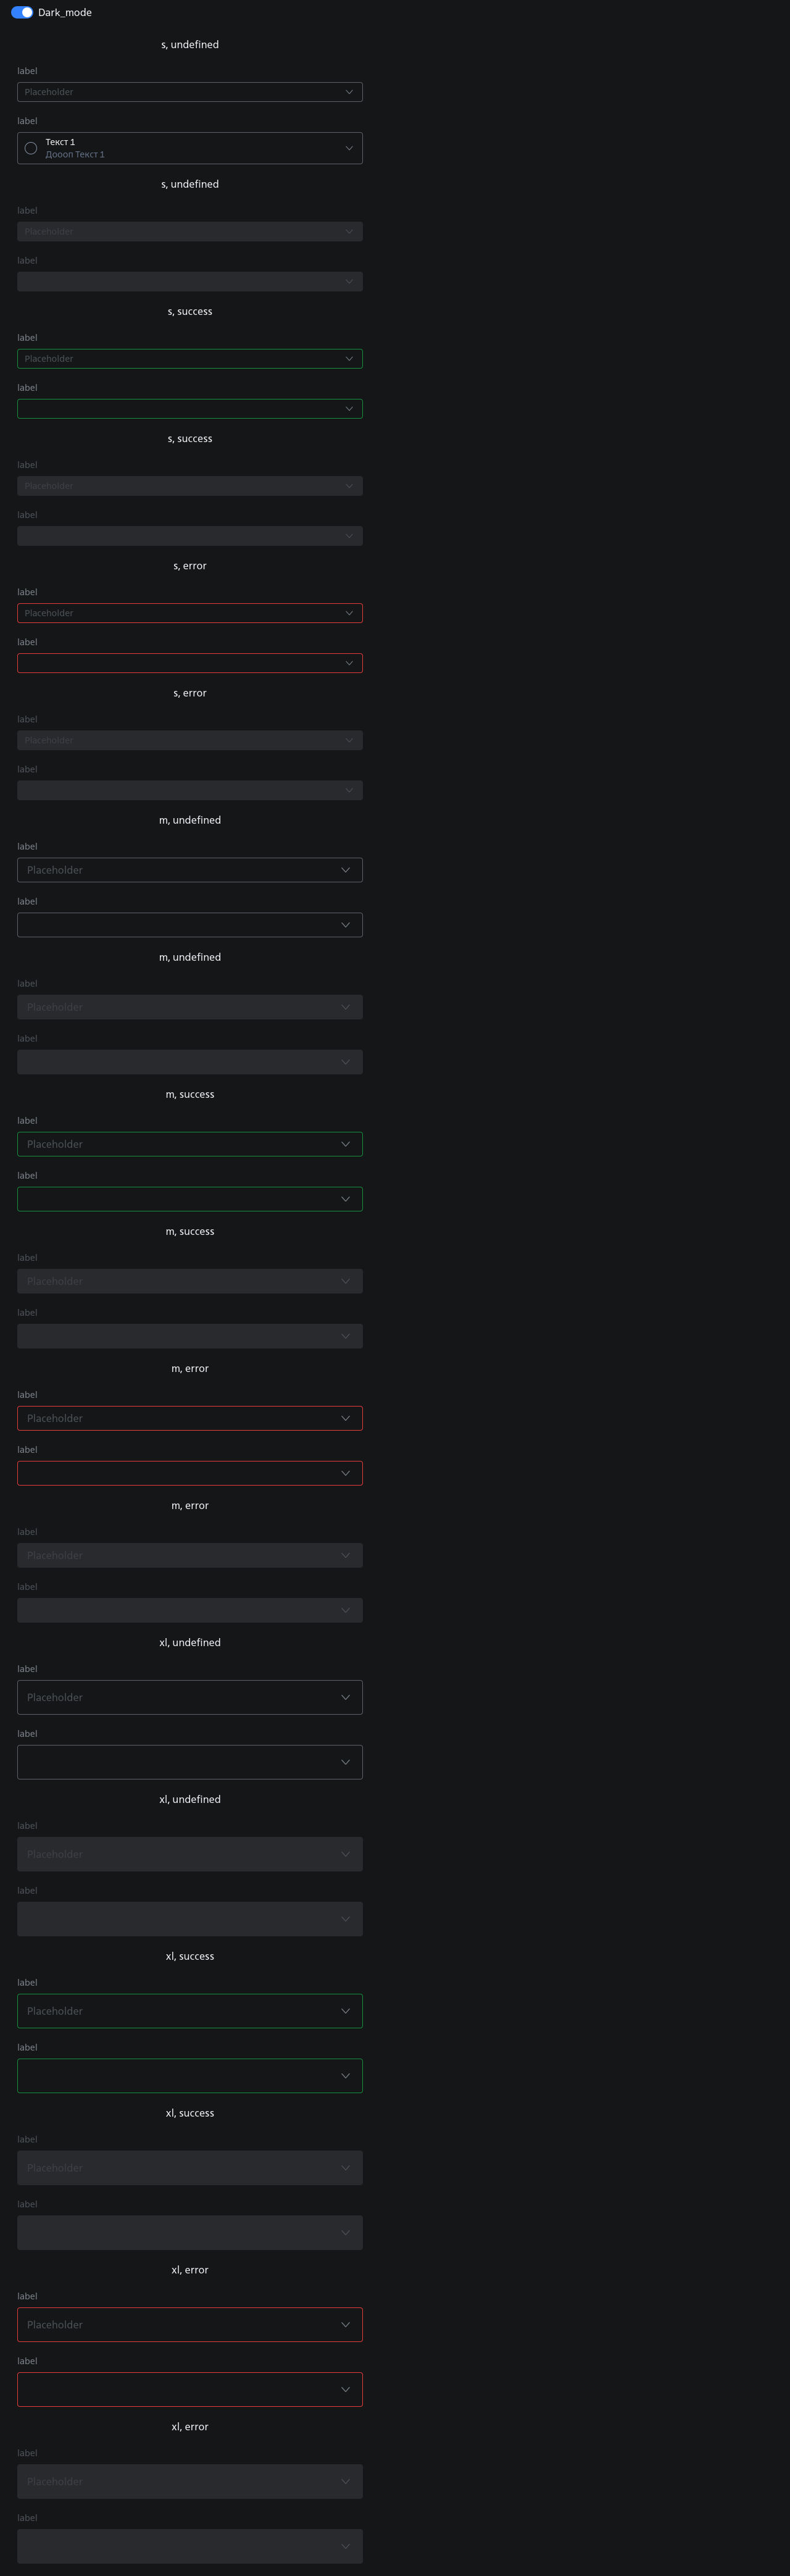 Dark_mode
s, undefined
label
Placeholder
label
Текст 1
Дооол Текст 1
s, undefined
label
Placeholder
label
s, success
label
Placeholder
label
s, success
label
Placeholder
label
s, error
label
Placeholder
label
s, error
label
Placeholder
label
m, undefined
label
Placeholder
label
m, undefined
label
Placeholder
label
m, success
label
Placeholder
label
m, success
label
Placeholder
label
m, error
label
Placeholder
label
m, error
label
Placeholder
label
xl, undefined
label
Placeholder
label
xl, undefined
label
Placeholder
label
xl, success
label
Placeholder
label
xl, success
label
Placeholder
label
xl, error
label
Placeholder
label
xl, error
label
Placeholder
label